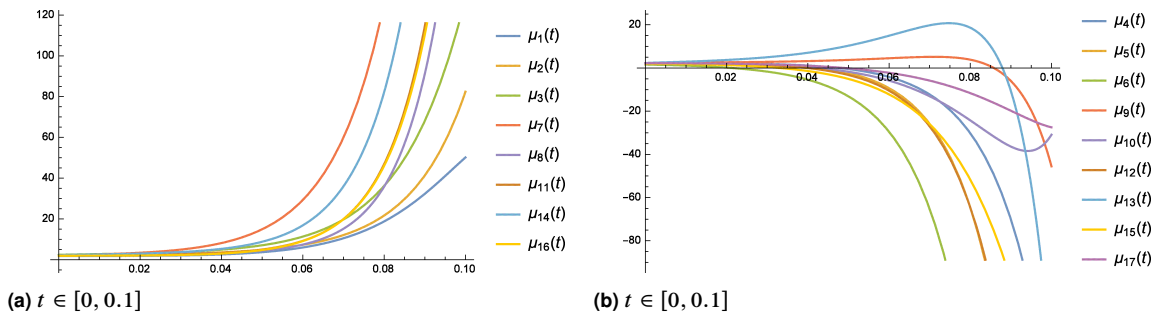 120
100
80
60
40
20
0.02 0.04 0.06 0.08 0.10
μ1(t)
μ2(t)
μ3(t)
μ7(t)
μ8(t)
μ11(t)
μ14(t)
μ16(t)
(a) t ∈ [0, 0.1]
20
-20
-40
-60
-80
0.02 0.04 0.06 0.08 0.10
μ4(t)
μ5(t)
μ6(t)
μ9(t)
μ10(t)
μ12(t)
μ13(t)
μ15(t)
μ17(t)
(b) t ∈ [0, 0.1]